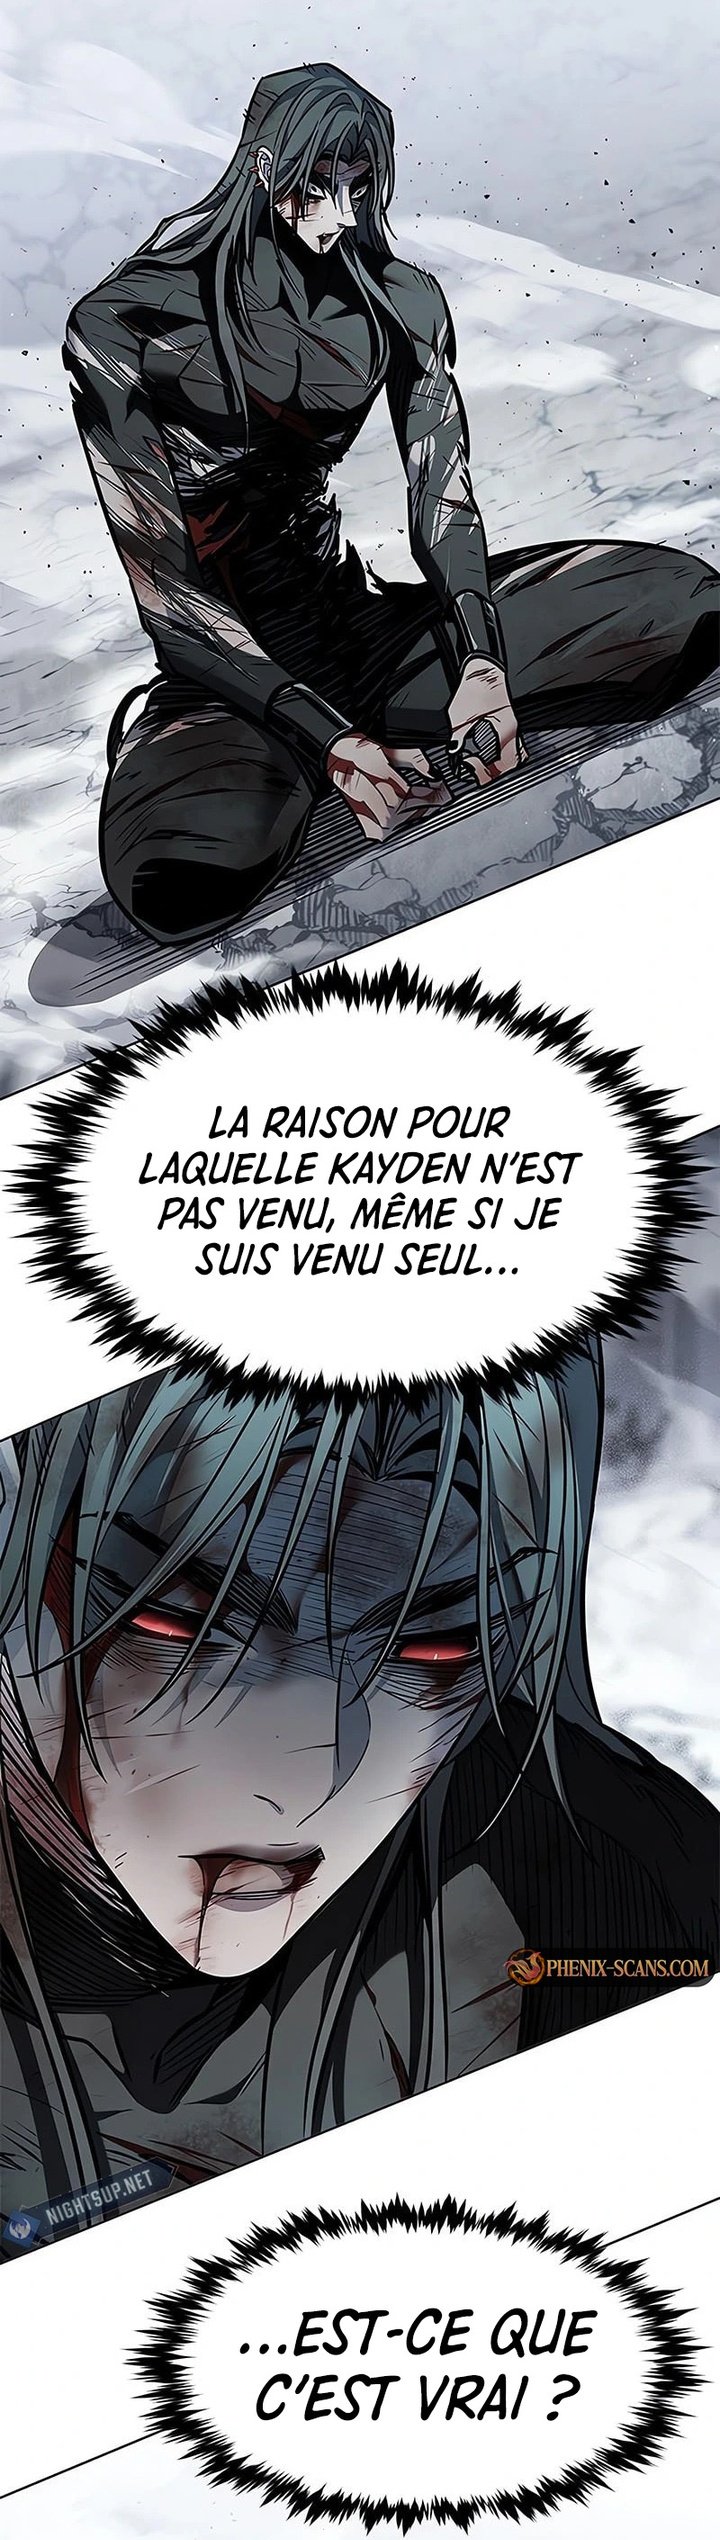 LA RAISON POUR
LAQUELLE KAYDEN N'EST
PAS VENU, MÊME SI JE
SUIS VENU SEUL...
PHENIX-SCANS.COM
NIGHTSUP.NET
...EST-CE QUE
C'EST VRAI ?